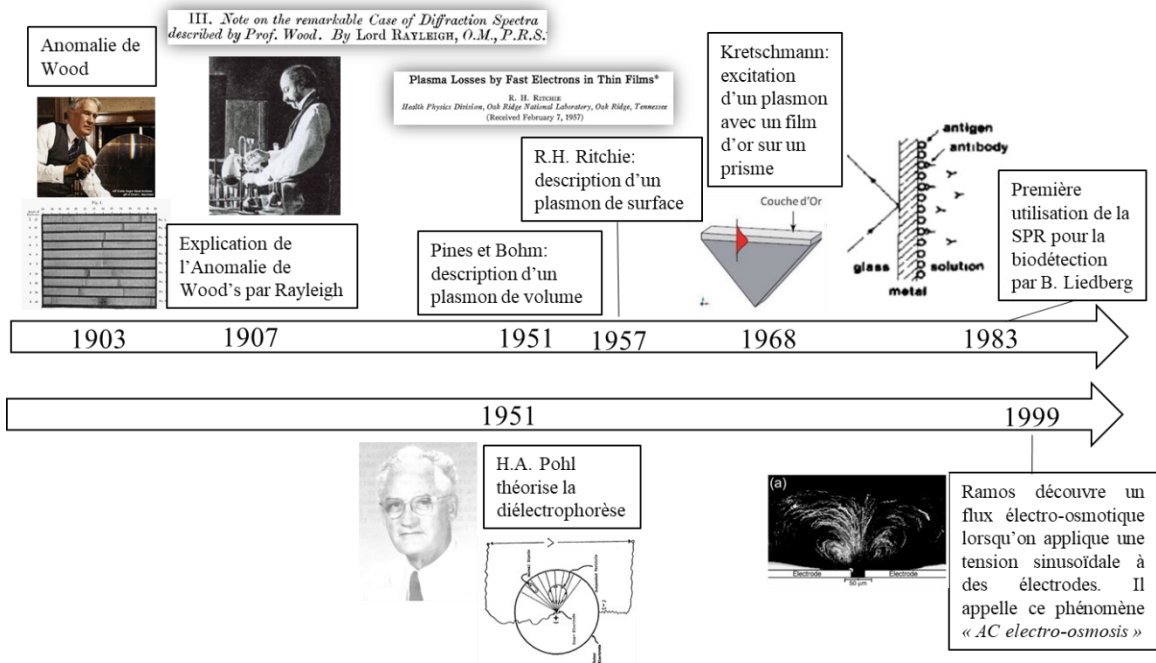 Anomalie de
Wood
III. Note on the remarkable Case of Diffraction Spectra
described by Prof. Wood. By Lord RAYLEIGH, O.M., P.R.S.
Explication de
l'Anomalie de
Wood's par Rayleigh
Plasma Losses by Fast Electrons in Thin Films*
R. H. RITCHIE
Health Physics Division, Oak Ridge National Laboratory, Oak Ridge, Tennessee
(Received February 7, 1957)
Pines et Bohm:
description d'un
plasmon de volume
R.H. Ritchie:
description d'un
plasmon de surface
Kretschmann:
excitation
d'un plasmon
avec un film
d'or sur un
prisme
Couche d'Or
antigen
antibody
glass
solution
metal
Première
utilisation de la
SPR pour la
biodétection
par B. Liedberg
1903
1907
1951
1957
1968
1983
1951
1999
H.A. Pohl
théorise la
diélectrophorèse
(a)
Electrode
Electrode
50 µm
Ramos découvre un
flux électro-osmotique
lorsqu'on applique une
tension sinusoïdale à
des électrodes. Il
appelle ce phénomène
« AC electro-osmosis »